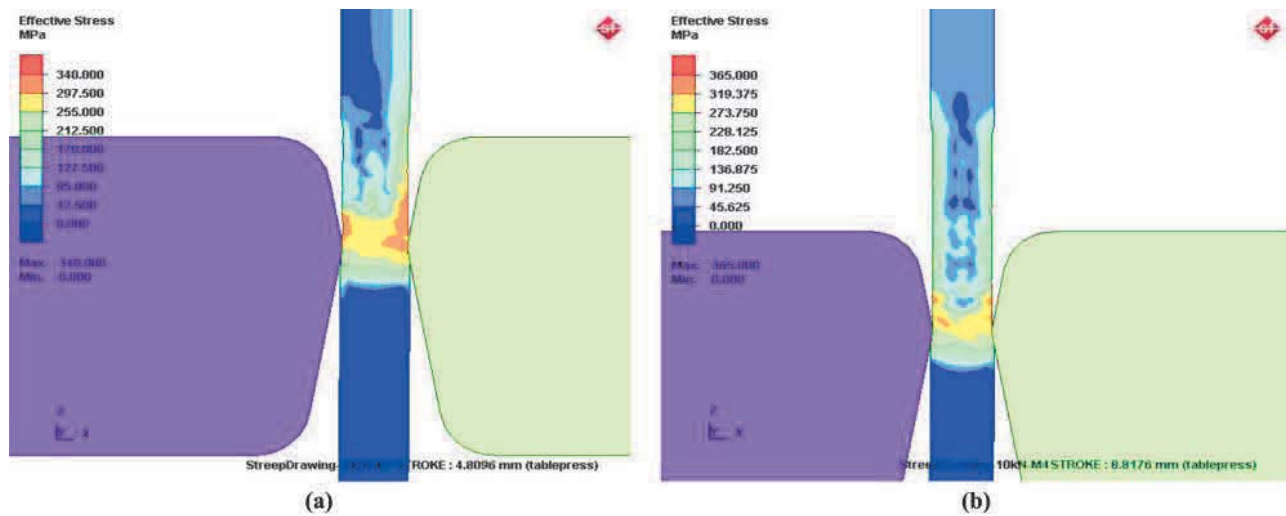 Effective Stress
MPa
340.000
297.500
255.000
212.500
170.000
127.500
85.000
42.500
0.000
Max. 340.000
Min. 0.000
Z
X
STROKE : 4.8096 mm (tablepress)
(a)
Effective Stress
MPa
365.000
319.375
273.750
228.125
182.500
136.875
91.250
45.625
0.000
Max. 365.000
Min. 0.000
Z
X
10kN-M4 STROKE : 8.8176 mm (tablepress)
(b)